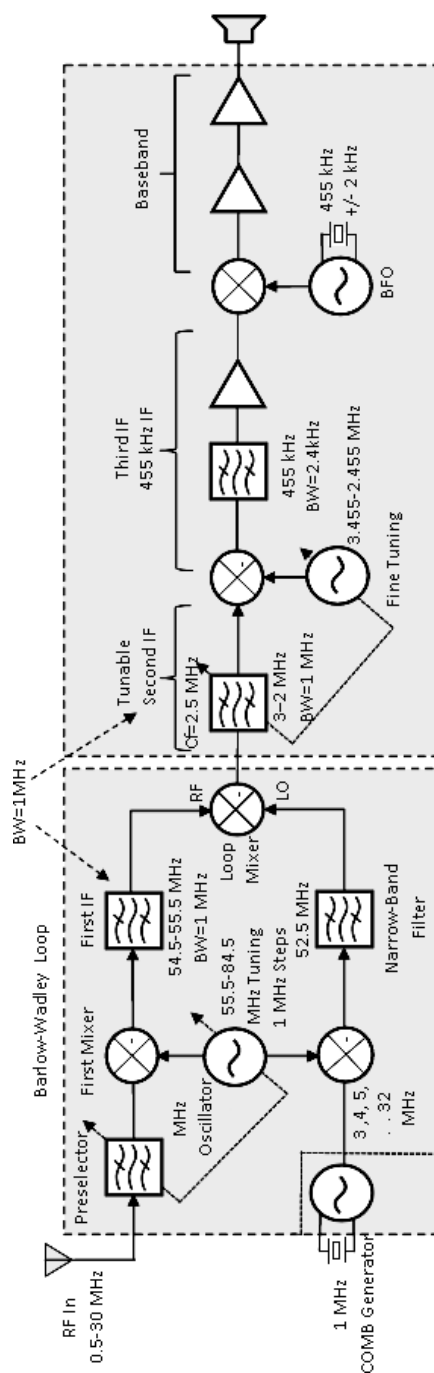 RF In
0.5-30 MHz
Barlow-Wadley Loop
Preselector
First Mixer
First IF
54.5-55.5 MHz
BW=1 MHz
BW=1MHz
MHz
Oscillator
55.5-84.5
MHz Tuning
1 MHz Steps
1 MHz
COMB Generator
3 ,4, 5,
. . 32
MHz
52.5 MHz
Narrow-Band
Filter
RF
Loop
Mixer
LO
Tunable
Second IF
Cf=2.5 MHz
3–2 MHz
BW=1 MHz
Fine Tuning
3.455-2.455 MHz
Third IF
455 kHz IF
455 kHz
BW=2.4kHz
BFO
455 kHz
+/- 2 kHz
Baseband